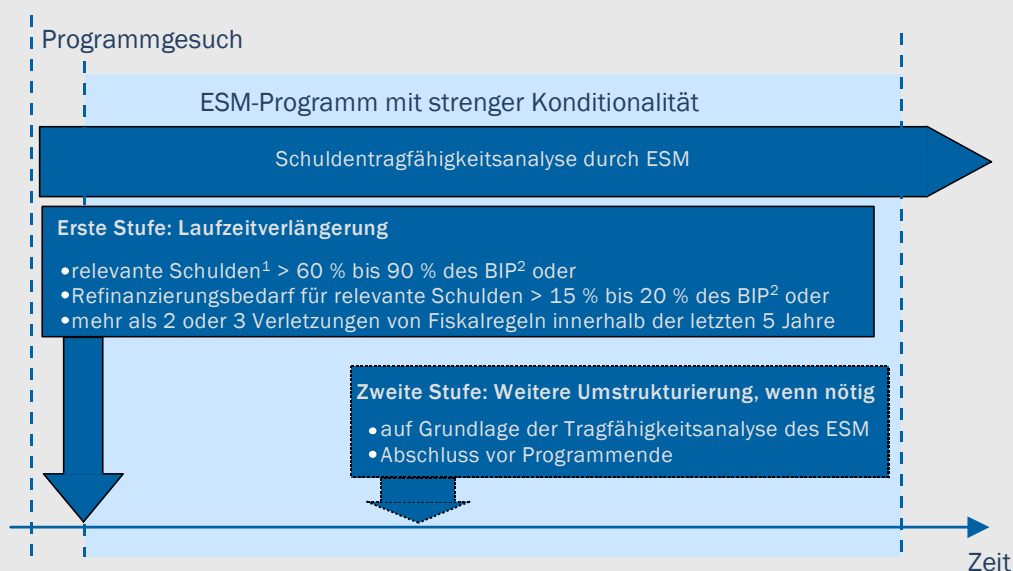 Programmgesuch
ESM-Programm mit strenger Konditionalität
Schuldentragfähigkeitsanalyse durch ESM
Erste Stufe: Laufzeitverlängerung
•relevante Schulden¹ > 60 % bis 90 % des BIP² oder
•Refinanzierungsbedarf für relevante Schulden > 15 % bis 20 % des BIP² oder
•mehr als 2 oder 3 Verletzungen von Fiskalregeln innerhalb der letzten 5 Jahre
Zweite Stufe: Weitere Umstrukturierung, wenn nötig
• auf Grundlage der Tragfähigkeitsanalyse des ESM
•Abschluss vor Programmende
Zeit